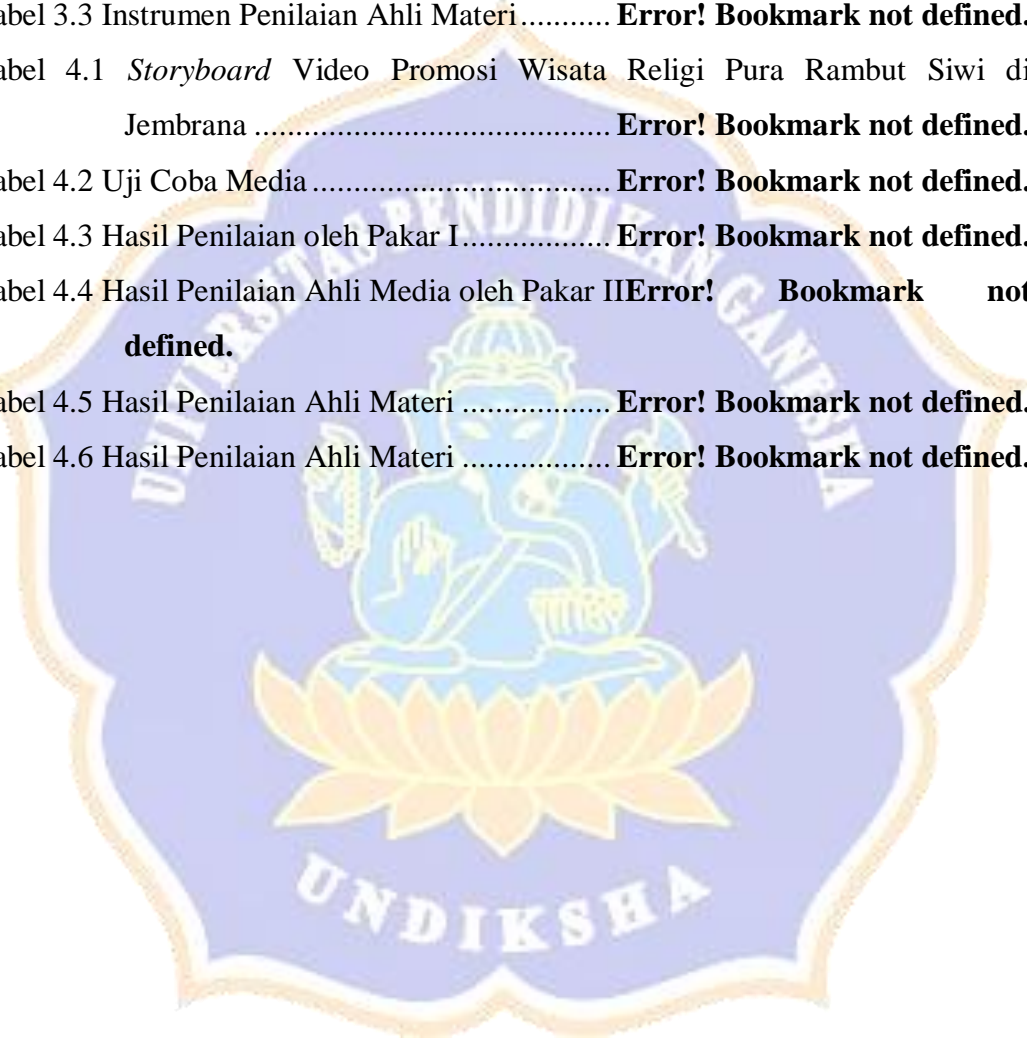 abel 3.3 Instrumen Penilaian Ahli Materi........... Error! Bookmark not defined.
abel 4.1 Storyboard Video Promosi Wisata Religi Pura Rambut Siwi di
Jembrana ........................................... Error! Bookmark not defined.
abel 4.2 Uji Coba Media.................................... Error! Bookmark not defined.
abel 4.3 Hasil Penilaian oleh Pakar I.................. Error! Bookmark not defined.
abel 4.4 Hasil Penilaian Ahli Media oleh Pakar IIError! Bookmark not
defined.
abel 4.5 Hasil Penilaian Ahli Materi .................. Error! Bookmark not defined.
abel 4.6 Hasil Penilaian Ahli Materi .................. Error! Bookmark not defined.
UNIVERSITAS PENDIDIKAN GANESHA
UNDIKSHA